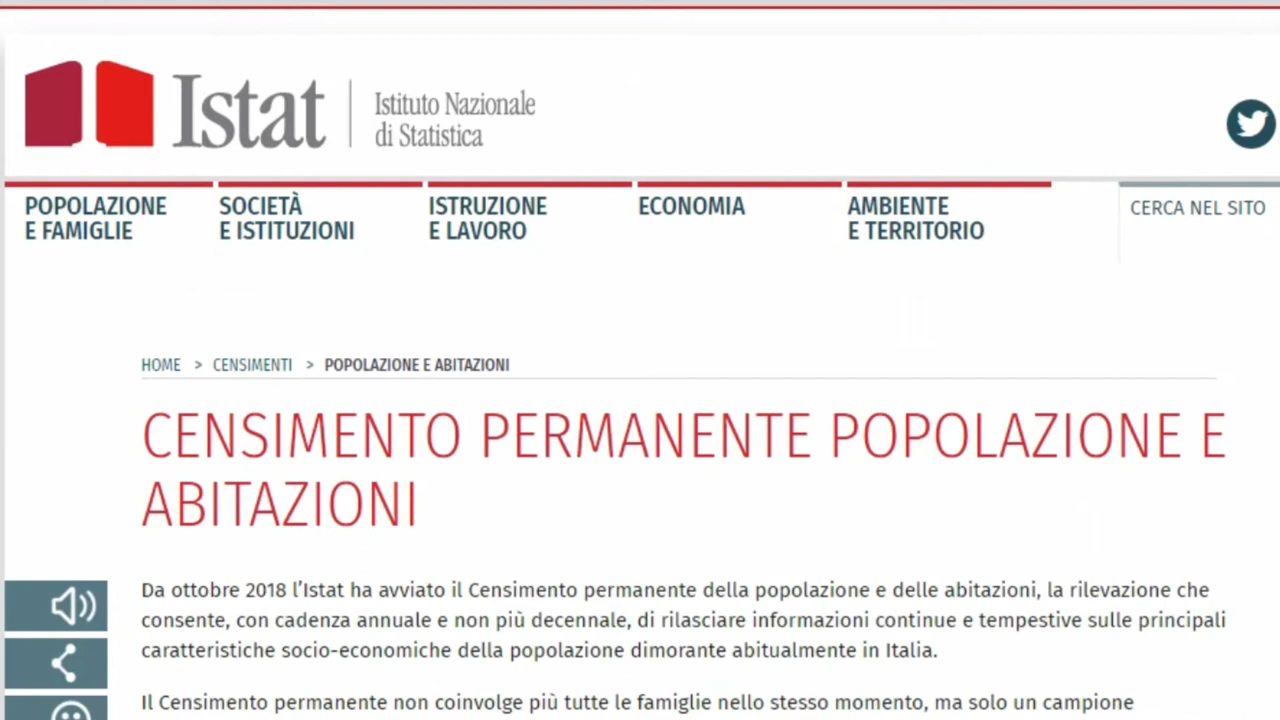 Istat
Istituto Nazionale
di Statistica
POPOLAZIONE
E FAMIGLIE
SOCIETÀ
E ISTITUZIONI
ISTRUZIONE
E LAVORO
ECONOMIA
AMBIENTE
E TERRITORIO
CERCA NEL SITO
HOME > CENSIMENTI > POPOLAZIONE E ABITAZIONI
CENSIMENTO PERMANENTE POPOLAZIONE E
ABITAZIONI
Da ottobre 2018 l’Istat ha avviato il Censimento permanente della popolazione e delle abitazioni, la rilevazione che
consente, con cadenza annuale e non più decennale, di rilasciare informazioni continue e tempestive sulle principali
caratteristiche socio-economiche della popolazione dimorante abitualmente in Italia.
Il Censimento permanente non coinvolge più tutte le famiglie nello stesso momento, ma solo un campione